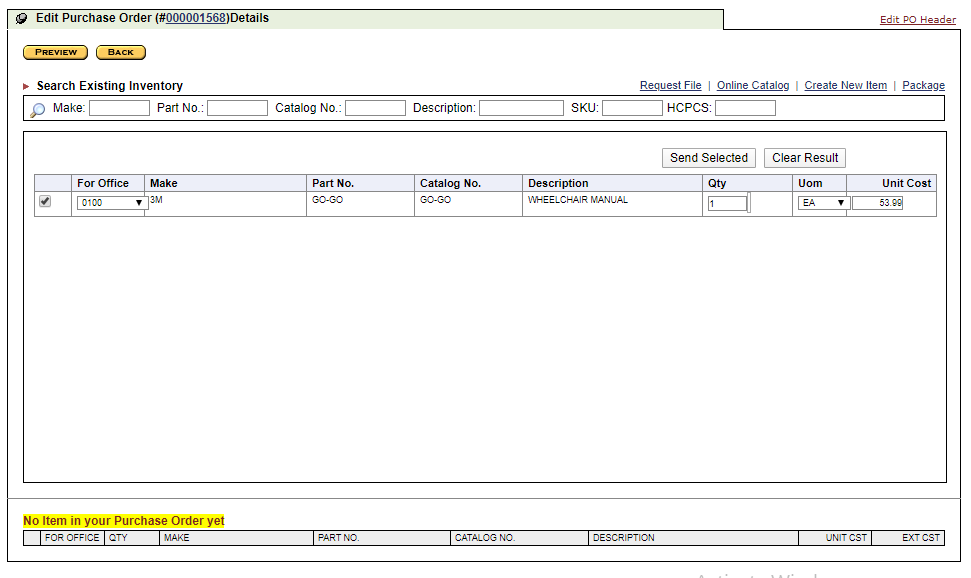 Edit Purchase Order (#000001568)Details
Edit PO Header
PREVIEW BACK
Search Existing Inventory
Request File | Online Catalog | Create New Item | Package
Make: Part No.: Catalog No.: Description: SKU: HCPCS:
Send Selected Clear Result
For Office Make Part No. Catalog No. Description Qty Uom Unit Cost
0100 3M GO-GO GO-GO WHEELCHAIR MANUAL 1 EA 53.99
No Item in your Purchase Order yet
FOR OFFICE QTY MAKE PART NO. CATALOG NO. DESCRIPTION UNIT CST EXT CST